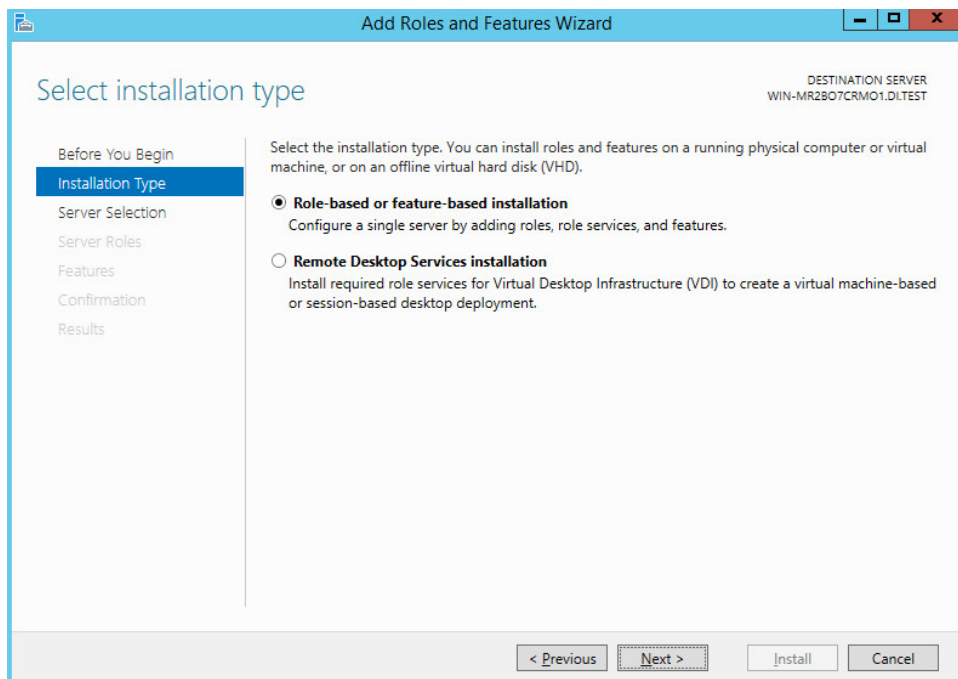 Add Roles and Features Wizard
Select installation type
DESTINATION SERVER
WIN-MR2BO7CRMO1.DI.TEST
Before You Begin
Installation Type
Server Selection
Server Roles
Features
Confirmation
Results
Select the installation type. You can install roles and features on a running physical computer or virtual
machine, or on an offline virtual hard disk (VHD).
Role-based or feature-based installation
Configure a single server by adding roles, role services, and features.
Remote Desktop Services installation
Install required role services for Virtual Desktop Infrastructure (VDI) to create a virtual machine-based
or session-based desktop deployment.
< Previous
Next >
Install
Cancel